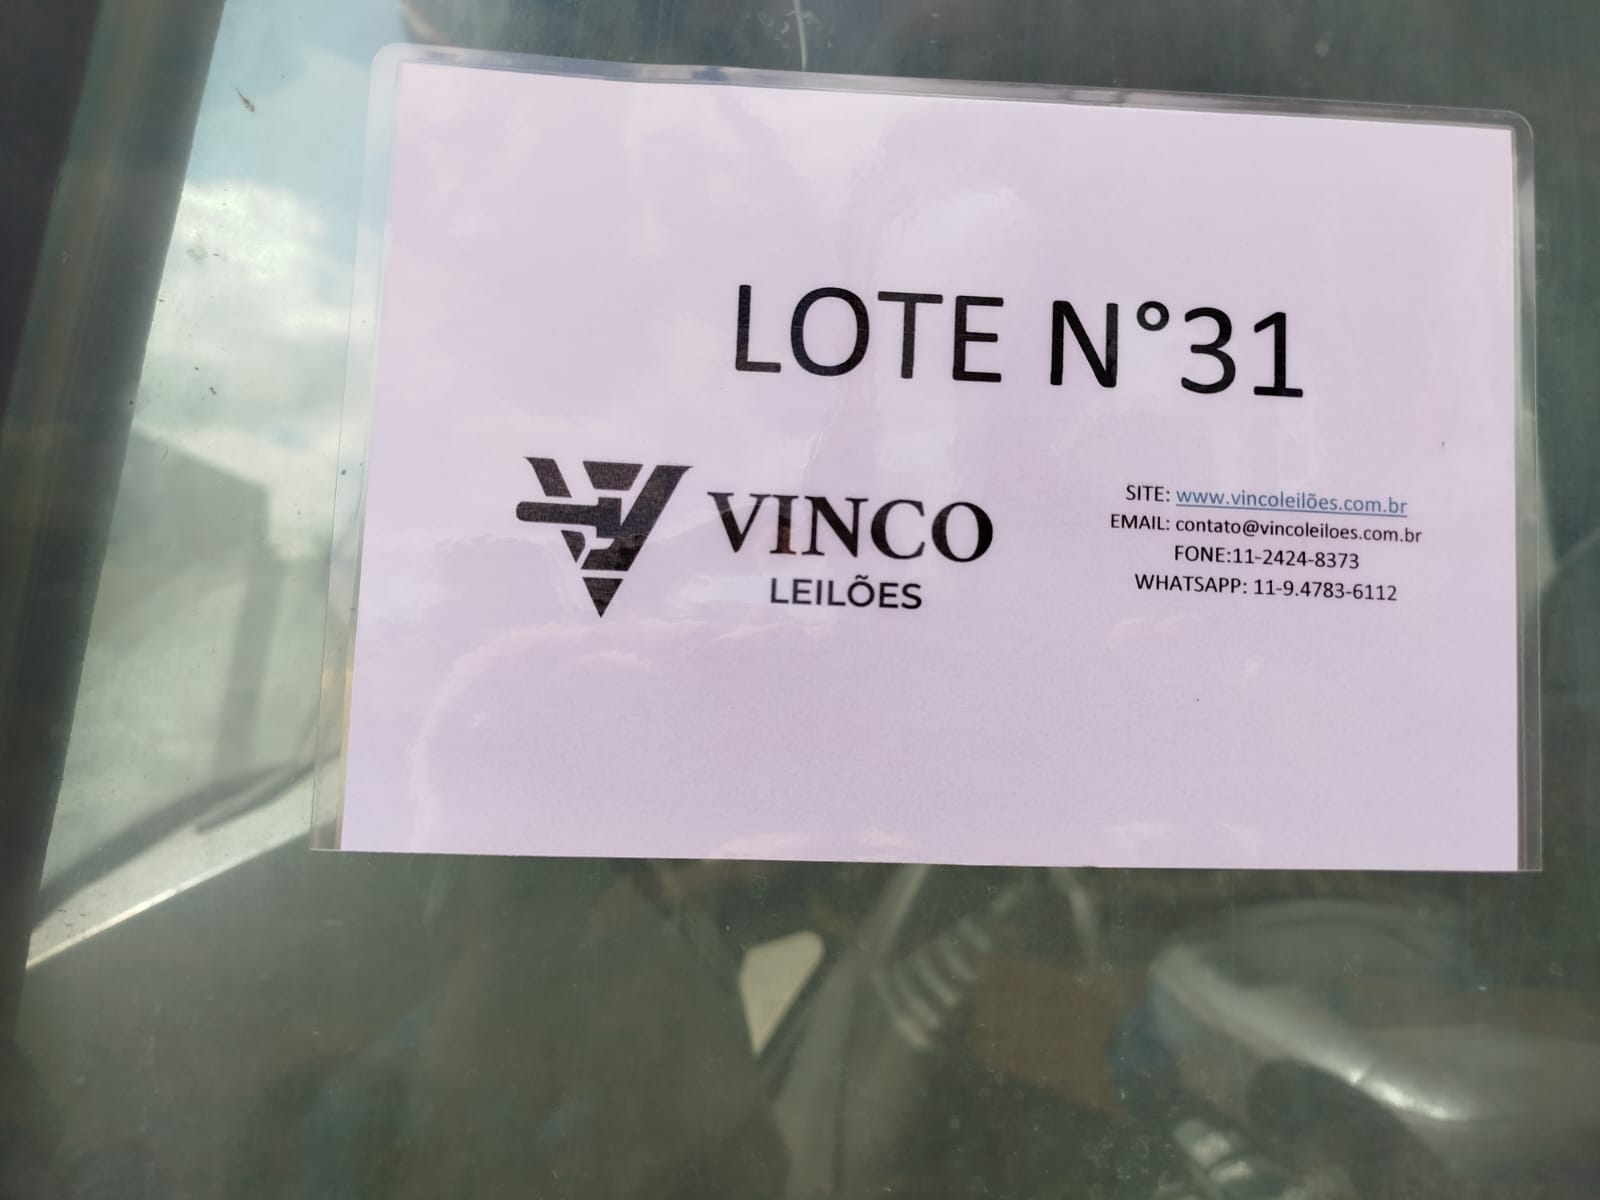 LOTE N°31
VINCO
LEILÕES
SITE: www.vincoleilões.com.br
EMAIL: contato@vincoleiloes.com.br
FONE:11-2424-8373
WHATSAPP: 11-9.4783-6112